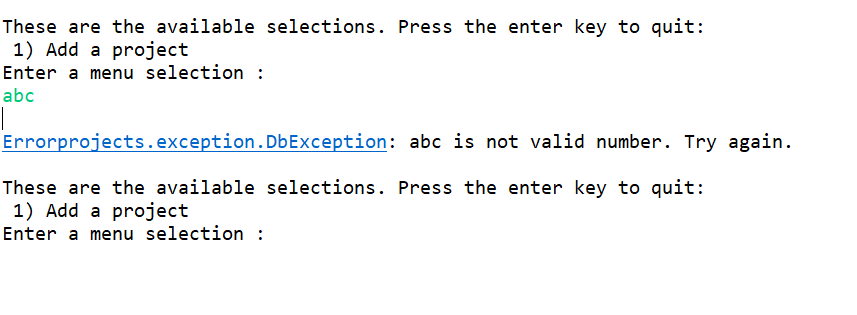 These are the available selections. Press the enter key to quit:
 1) Add a project
Enter a menu selection :
abc
Errorprojects.exception.DbException: abc is not valid number. Try again.
These are the available selections. Press the enter key to quit:
 1) Add a project
Enter a menu selection :